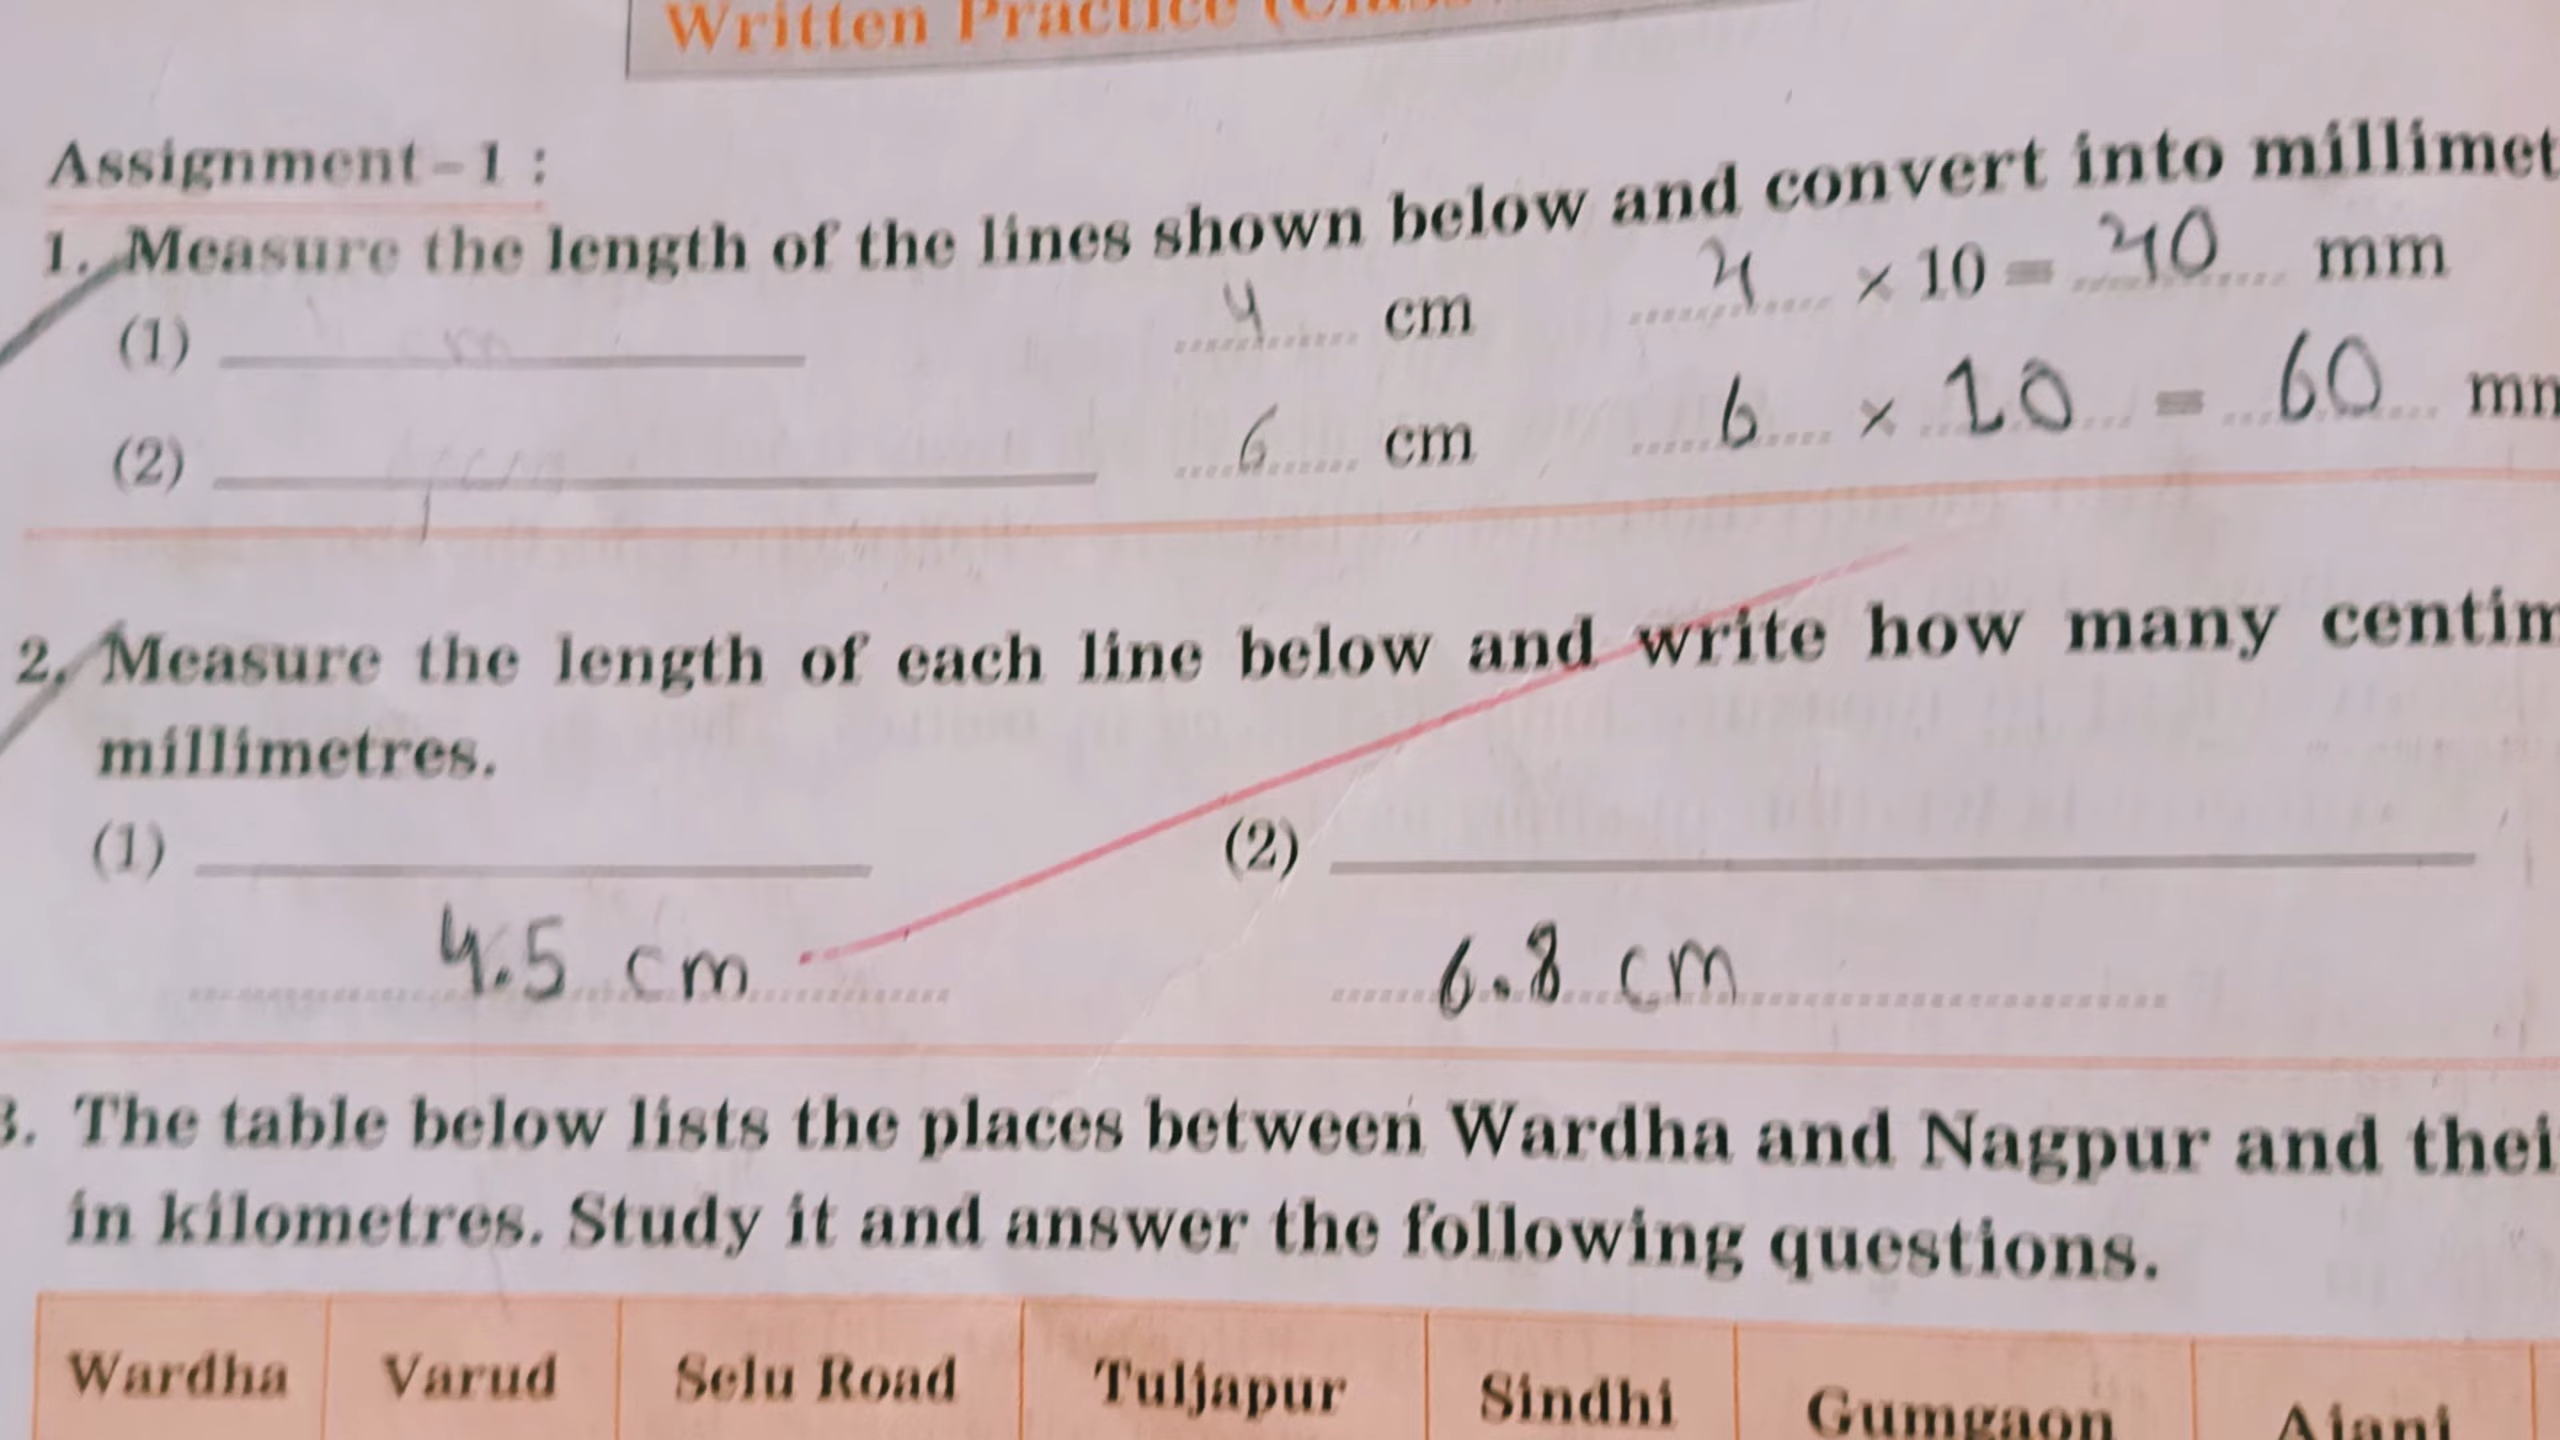 Written Practice (Class
Assignment-1 :
1. Measure the length of the lines shown below and convert into millimet
(1) 4 cm 4 × 10 = 40 mm
(2) 6 cm 6 × 10 = 60 mm
2. Measure the length of each line below and write how many centim
millimetres.
(1) (2)
4.5 cm 6.8 cm
3. The table below lists the places between Wardha and Nagpur and thei
in kilometres. Study it and answer the following questions.
Wardha Varud Selu Road Tuljapur Sindhi Gumgaon Ajani